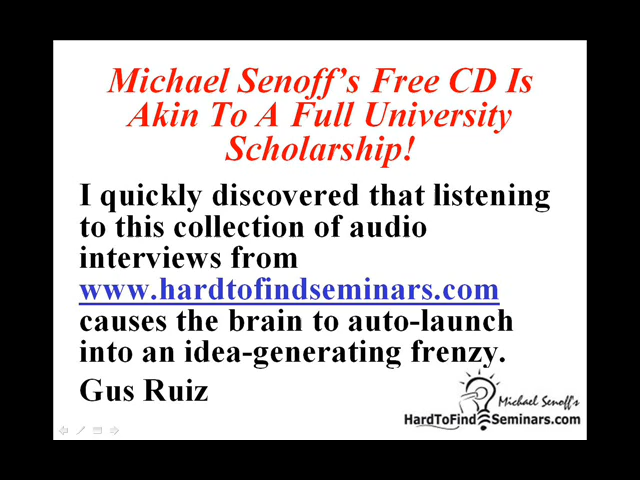 Michael Senoff's Free CD Is
Akin To A Full University
Scholarship!
I quickly discovered that listening
to this collection of audio
interviews from
www.hardtofindseminars.com
causes the brain to auto-launch
into an idea-generating frenzy.
Gus Ruiz
Michael Senoff's
HardToFindSeminars.com